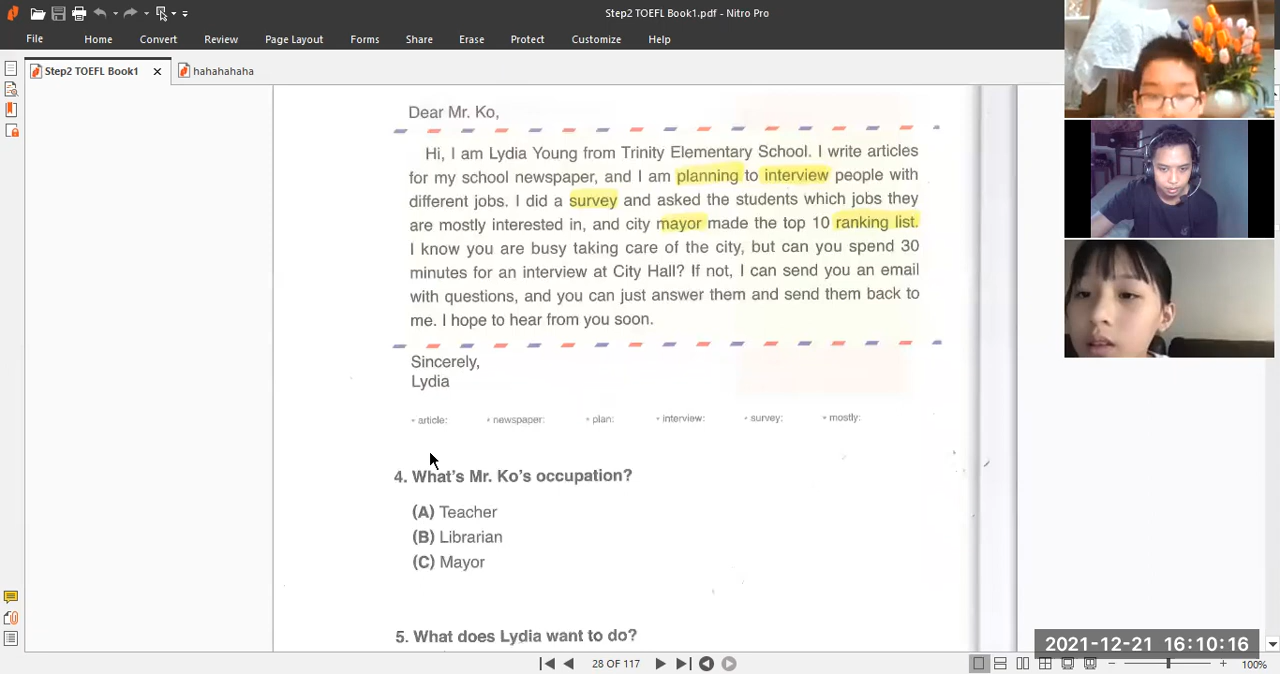 Step2 TOEFL Book1.pdf - Nitro Pro
File Home Convert Review Page Layout Forms Share Erase Protect Customize Help
Step2 TOEFL Book1 hahahahaha
Dear Mr. Ko,
Hi, I am Lydia Young from Trinity Elementary School. I write articles
for my school newspaper, and I am planning to interview people with
different jobs. I did a survey and asked the students which jobs they
are mostly interested in, and city mayor made the top 10 ranking list.
I know you are busy taking care of the city, but can you spend 30
minutes for an interview at City Hall? If not, I can send you an email
with questions, and you can just answer them and send them back to
me. I hope to hear from you soon.
Sincerely,
Lydia
• article: • newspaper: • plan: • interview: • survey: • mostly:
4. What's Mr. Ko's occupation?
(A) Teacher
(B) Librarian
(C) Mayor
5. What does Lydia want to do?
2021-12-21 16:10:16
28 OF 117
100%